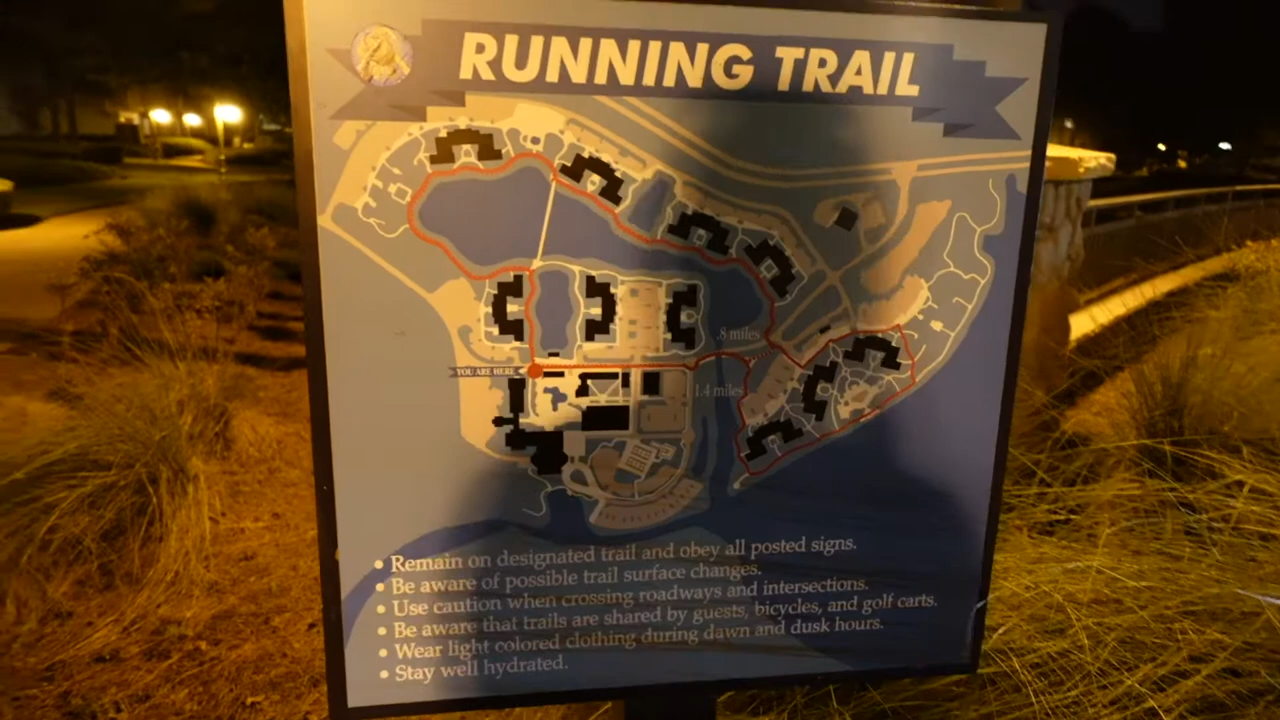 RUNNING TRAIL
.8 miles
YOU ARE HERE
1.4 miles
• Remain on designated trail and obey all posted signs.
• Be aware of possible trail surface changes.
• Use caution when crossing roadways and intersections.
• Be aware that trails are shared by guests, bicycles, and golf carts.
• Wear light colored clothing during dawn and dusk hours.
• Stay well hydrated.